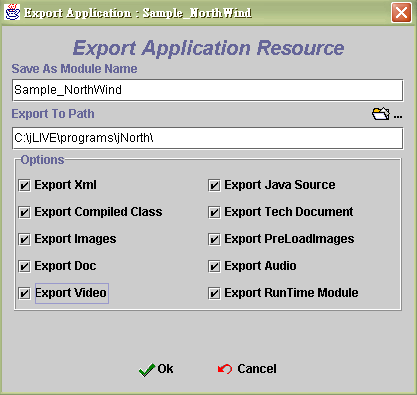 Export Application : Sample_NorthWind
Export Application Resource
Save As Module Name
Sample_NorthWind
Export To Path
...
C:\jLIVE\programs\jNorth\
Options
Export Xml Export Java Source
Export Compiled Class Export Tech Document
Export Images Export PreLoadImages
Export Doc Export Audio
Export Video Export RunTime Module
Ok Cancel